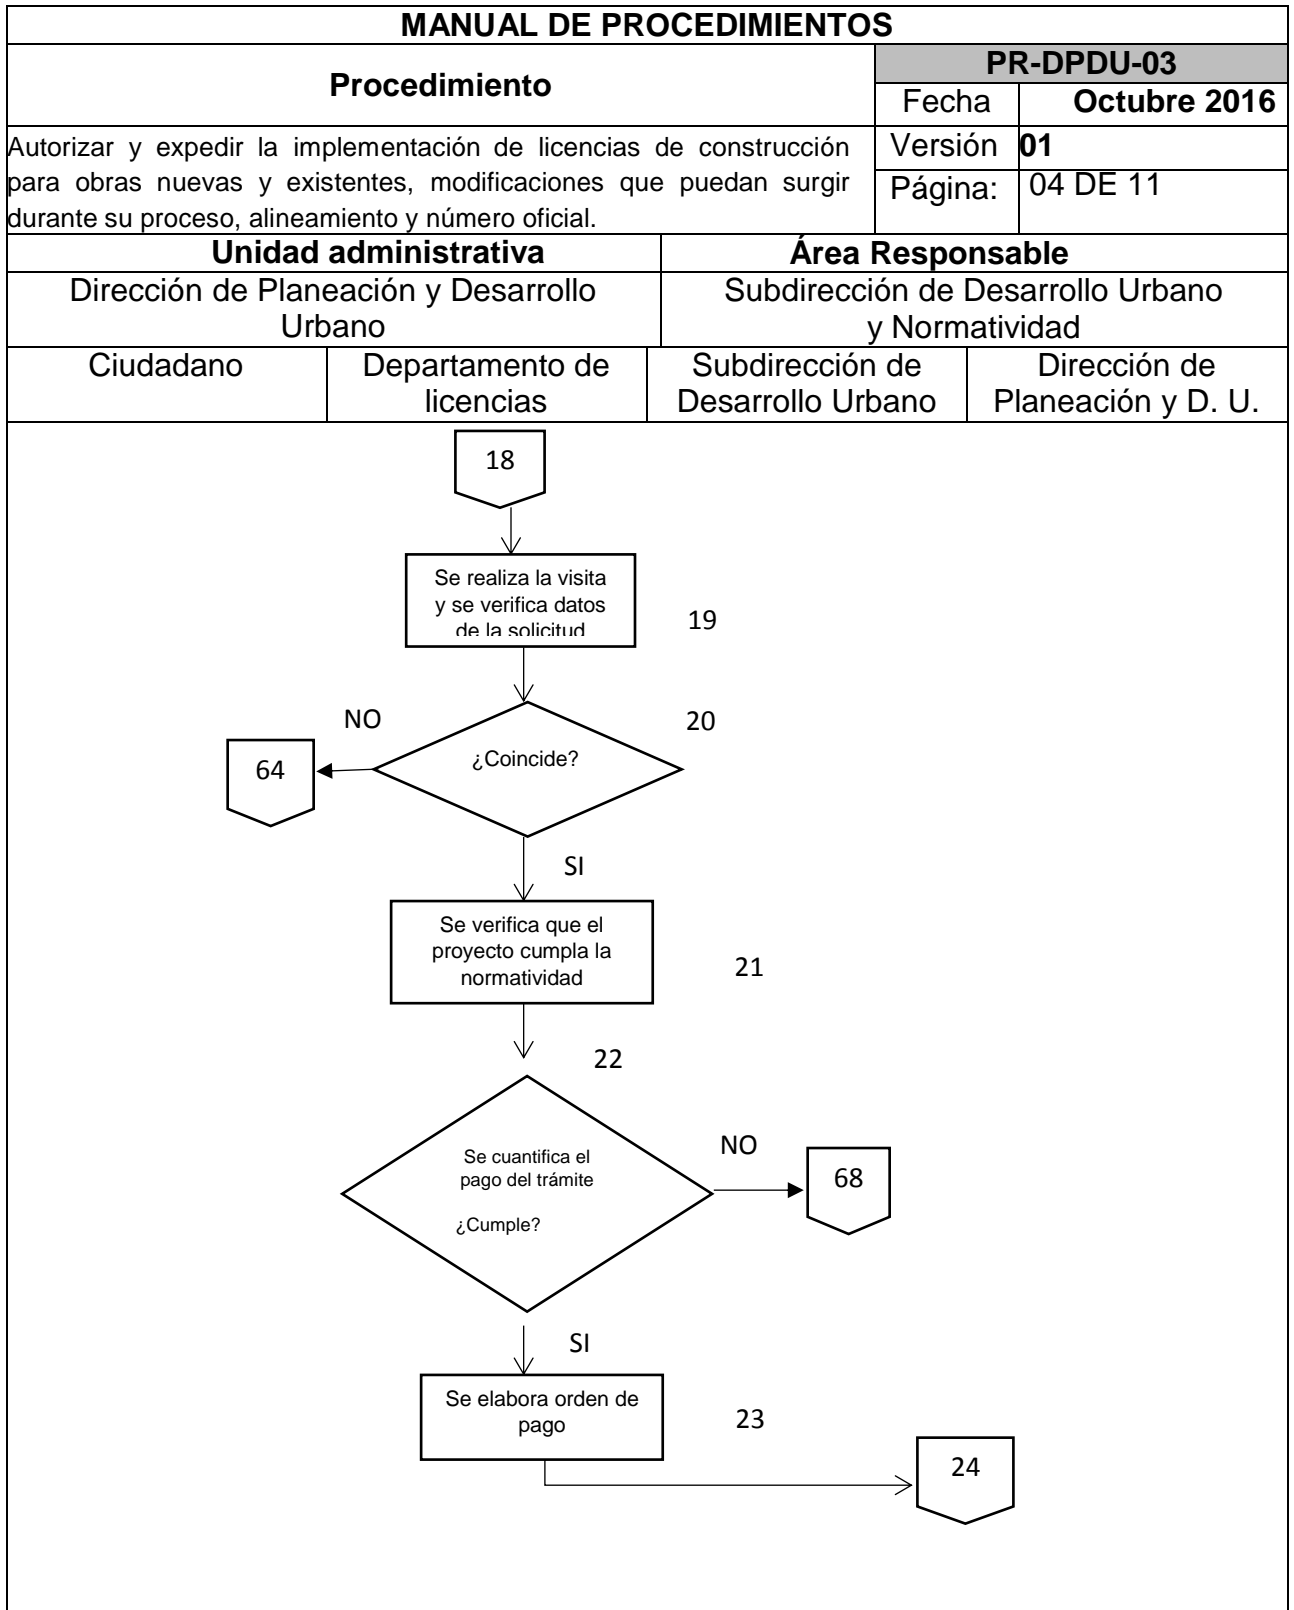 MANUAL DE PROCEDIMIENTOS
Procedimiento
PR-DPDU-03
Fecha
Octubre 2016
Autorizar y expedir la implementación de licencias de construcción
para obras nuevas y existentes, modificaciones que puedan surgir
durante su proceso, alineamiento y número oficial.
Versión
01
Página:
04 DE 11
Unidad administrativa
Área Responsable
Dirección de Planeación y Desarrollo
Urbano
Subdirección de Desarrollo Urbano
y Normatividad
Ciudadano
Departamento de
licencias
Subdirección de
Desarrollo Urbano
Dirección de
Planeación y D. U.
18
Se realiza la visita
y se verifica datos
de la solicitud
19
NO
20
64
¿Coincide?
SI
Se verifica que el
proyecto cumpla la
normatividad
21
22
Se cuantifica el
pago del trámite
¿Cumple?
NO
68
SI
Se elabora orden de
pago
23
24